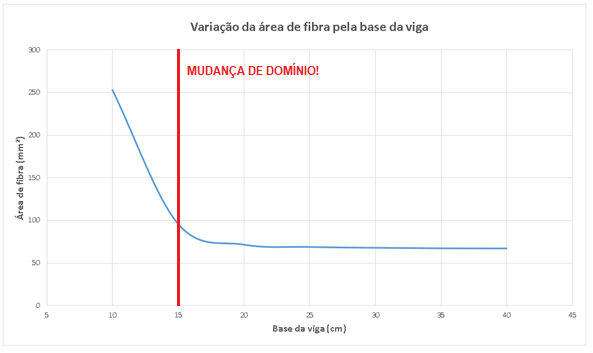 Variação da área de fibra pela base da viga
MUDANÇA DE DOMÍNIO!
Área de fibra (mm²)
300
250
200
150
100
50
0
5 10 15 20 25 30 35 40 45
Base da viga (cm)